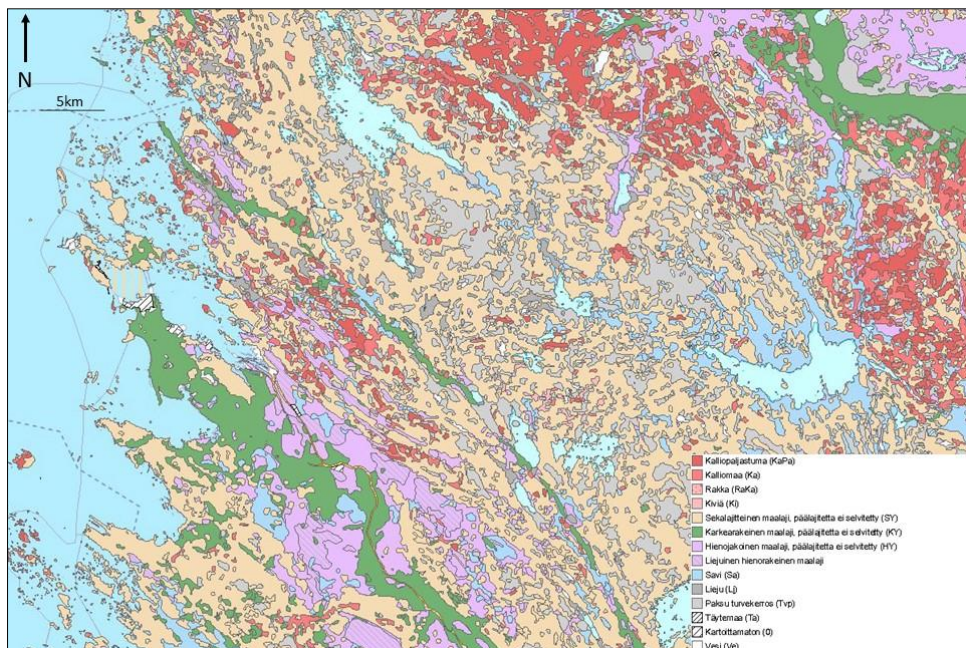 N
5km
Kalliopaljastuma (KaPa)
Kalliomaa (Ka)
Rakka (RaKa)
Kiviä (Ki)
Sekalajitteinen maalaji, päälajitetta ei selvitetty (SY)
Karkearakeinen maalaji, päälajitetta ei selvitetty (KY)
Hienojakoinen maalaji, päälajitetta ei selvitetty (HY)
Liejuinen hienorakeinen maalaji
Savi (Sa)
Lieju (Lj)
Paksu turvekerros (Tvp)
Täytemaa (Ta)
Kartoittamaton (0)
Vesi (Ve)